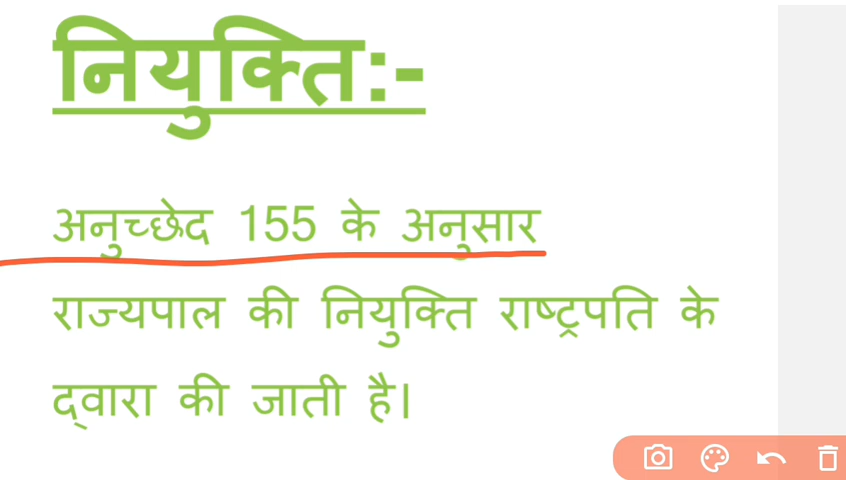 नियुक्ति:-
अनुच्छेद 155 के अनुसार
राज्यपाल की नियुक्ति राष्ट्रपति के
द्वारा की जाती है।